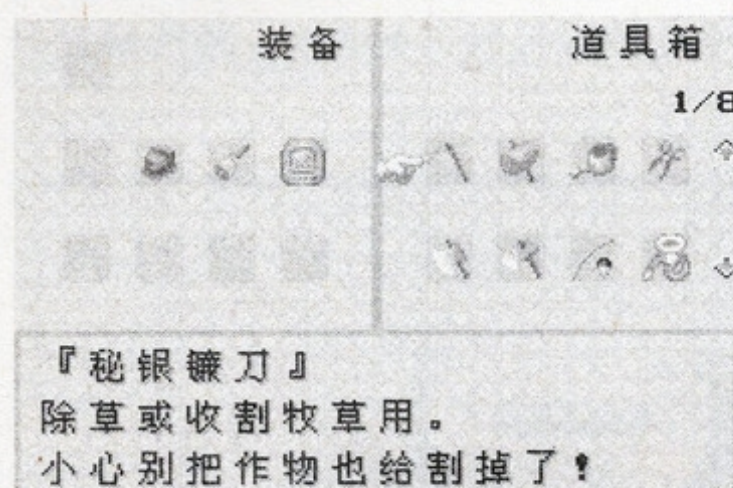 装备
道具箱
1/8
『秘银镰刀』
除草或收割牧草用。
小心别把作物也给割掉了！